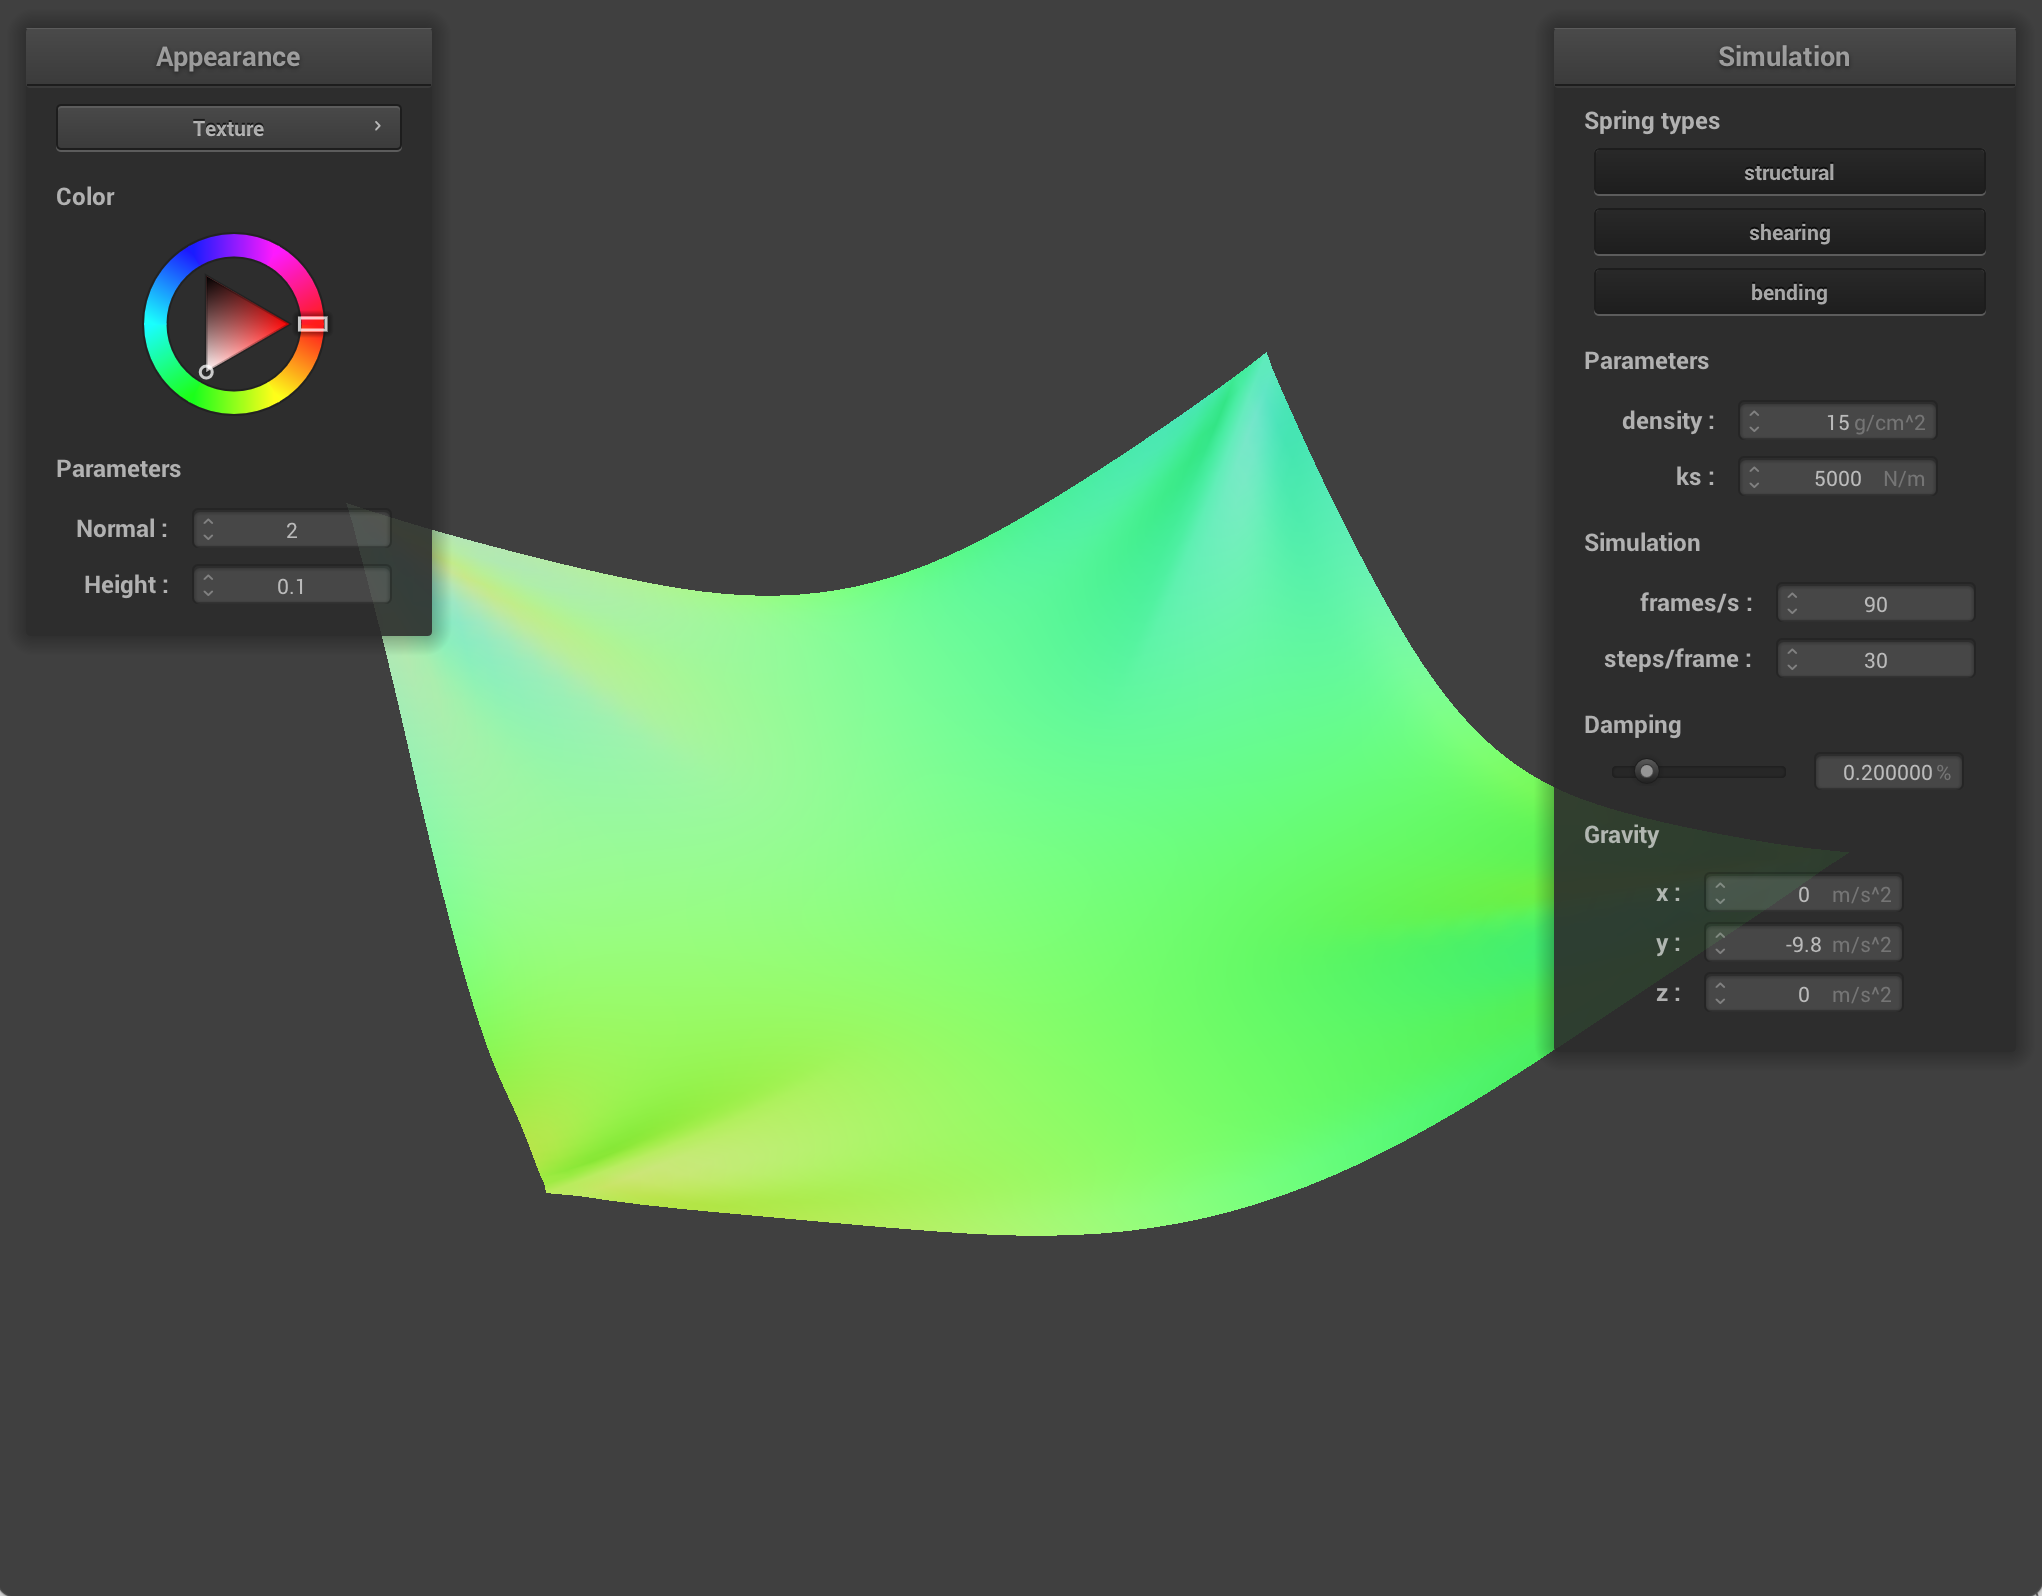 Appearance
Texture
Color
Parameters
Normal : 2
Height : 0.1
Simulation
Spring types
structural
shearing
bending
Parameters
density : 15 g/cm^2
ks : 5000 N/m
Simulation
frames/s : 90
steps/frame : 30
Damping
0.200000 %
Gravity
x : 0 m/s^2
y : -9.8 m/s^2
z : 0 m/s^2